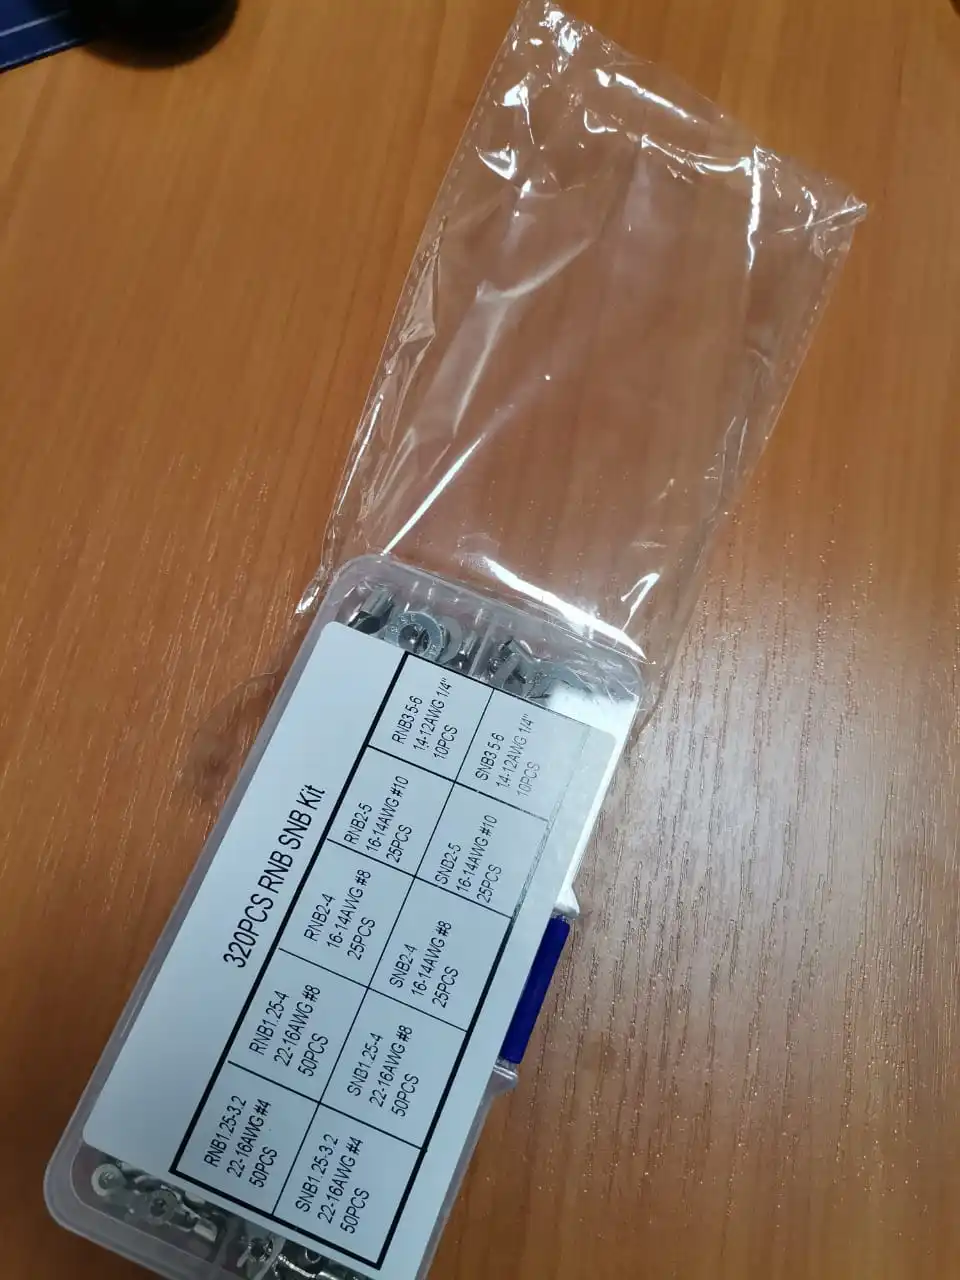 320PCS RNB SNB Kit
RNB1.25-3.2
22-16AWG #4
50PCS
RNB1.25-4
22-16AWG #8
50PCS
RNB2-4
16-14AWG #8
25PCS
RNB2-5
16-14AWG #10
25PCS
RNB3.5-6
14-12AWG 1/4"
10PCS
SNB1.25-3.2
22-16AWG #4
50PCS
SNB1.25-4
22-16AWG #8
50PCS
SNB2-4
16-14AWG #8
25PCS
SNB2-5
16-14AWG #10
25PCS
SNB3.5-6
14-12AWG 1/4"
10PCS